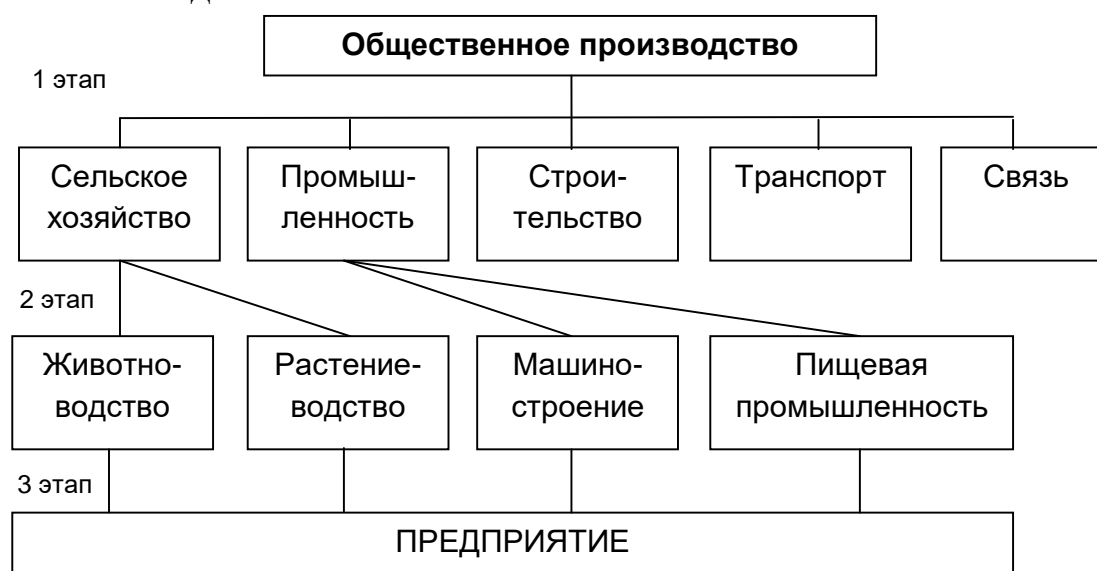 Общественное производство
1 этап
Сельское
хозяйство
Промыш-
ленность
Строи-
тельство
Транспорт
Связь
2 этап
Животно-
водство
Растение-
водство
Машино-
строение
Пищевая
промышленность
3 этап
ПРЕДПРИЯТИЕ